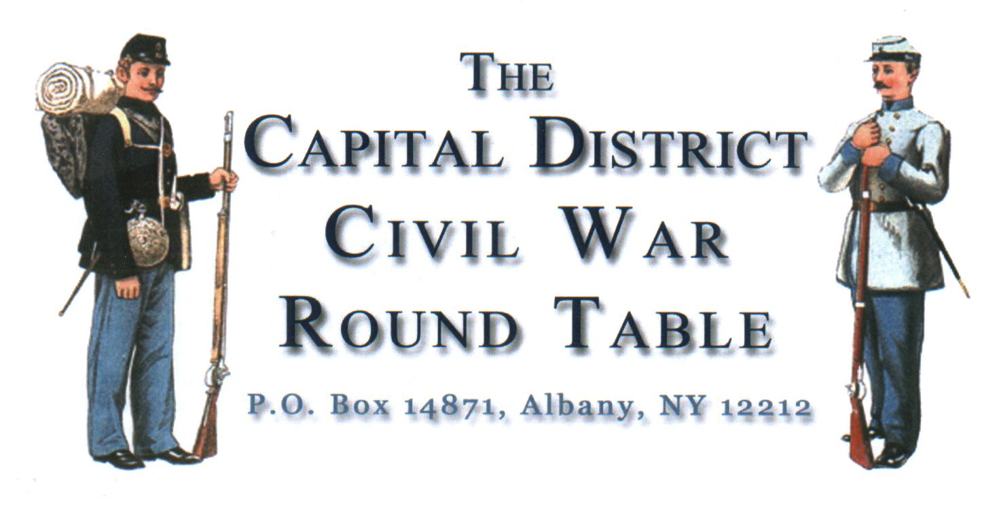 The
Capital District
Civil War
Round Table
P.O. Box 14871, Albany, NY 12212